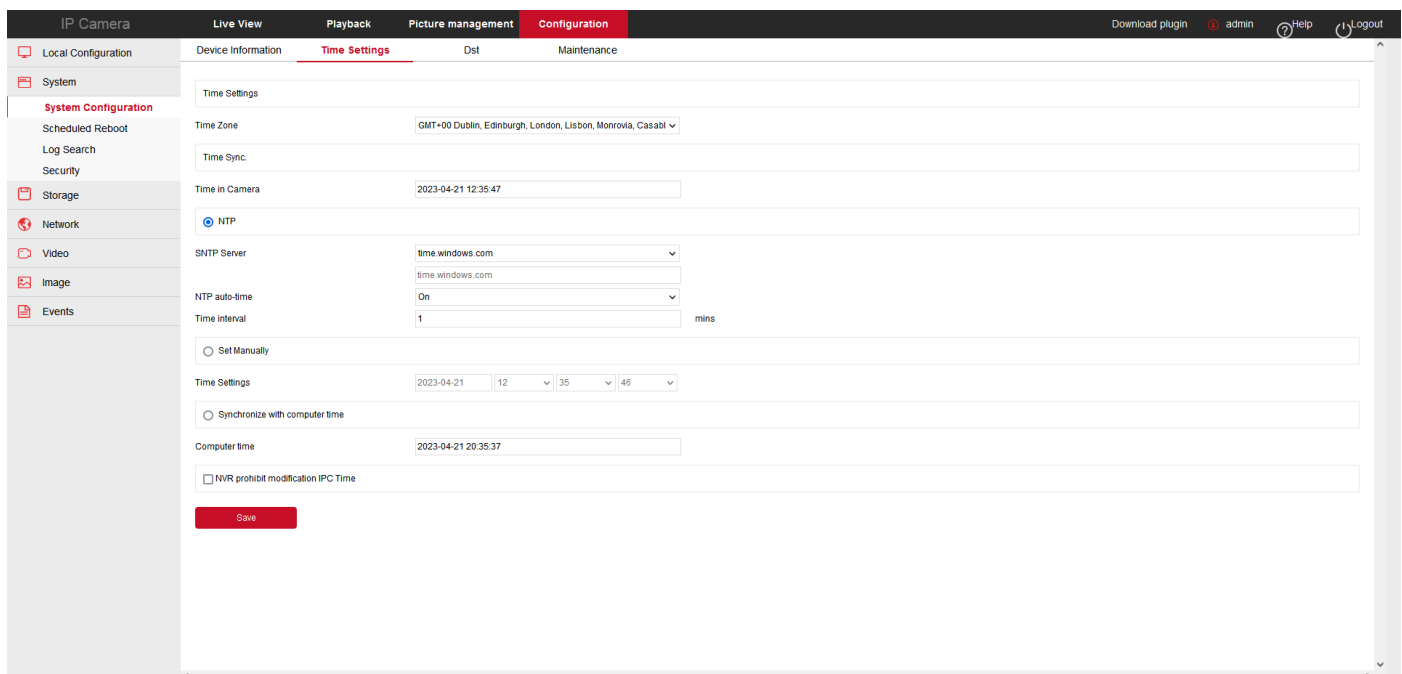 IP Camera Live View Playback Picture management Configuration Download plugin admin Help Logout
Local Configuration
System
System Configuration
Scheduled Reboot
Log Search
Security
Storage
Network
Video
Image
Events
Device Information Time Settings Dst Maintenance
Time Settings
Time Zone GMT+00 Dublin, Edinburgh, London, Lisbon, Monrovia, Casabl
Time Sync.
Time in Camera 2023-04-21 12:35:47
NTP
SNTP Server time.windows.com
time.windows.com
NTP auto-time On
Time interval 1 mins
Set Manually
Time Settings 2023-04-21 12 35 46
Synchronize with computer time
Computer time 2023-04-21 20:35:37
NVR prohibit modification IPC Time
Save